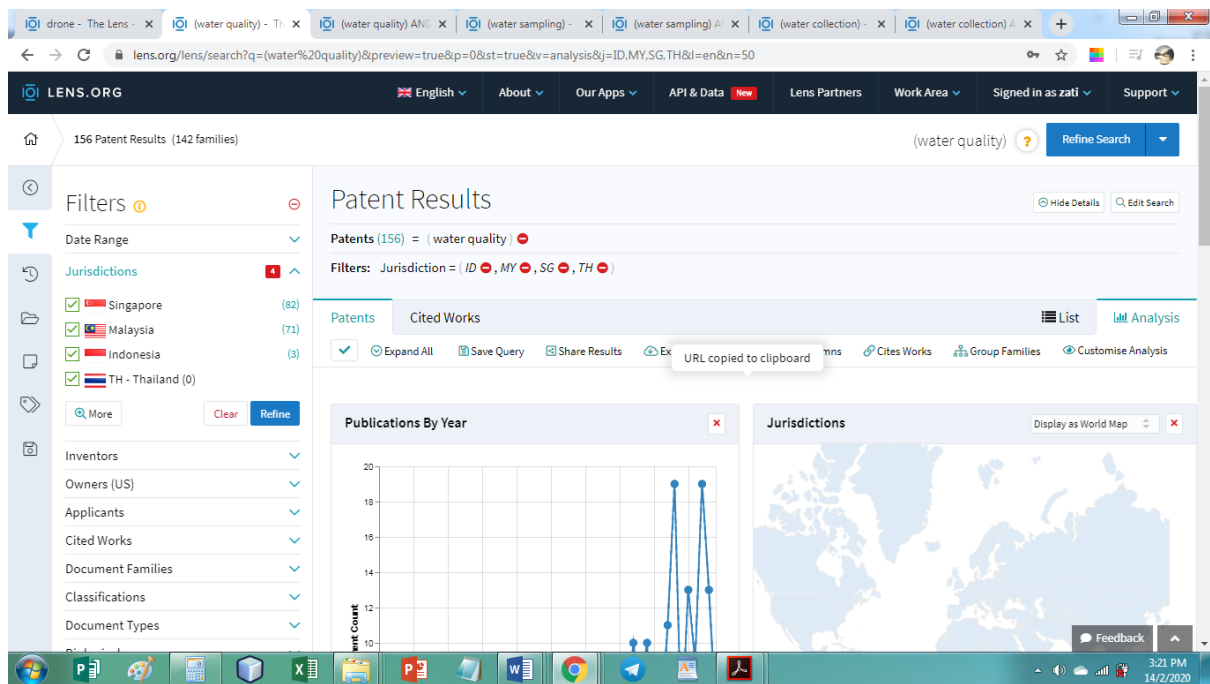 drone - The Lens -
(water quality) - Th
(water quality) AND
(water sampling) -
(water sampling) A
(water collection) -
(water collection) A
lens.org/lens/search?q=(water%20quality)&preview=true&p=0&st=true&v=analysis&j=ID,MY,SG,TH&l=en&n=50
LENS.ORG
English
About
Our Apps
API & Data New
Lens Partners
Work Area
Signed in as zati
Support
156 Patent Results (142 families)
(water quality) ?
Refine Search
Filters
Patent Results
Hide Details
Edit Search
Date Range
Patents (156) = ( water quality )
Jurisdictions 4
Filters: Jurisdiction = ( ID , MY , SG , TH )
Singapore (82)
Malaysia (71)
Indonesia (3)
TH - Thailand (0)
More
Clear
Refine
Patents
Cited Works
List
Analysis
Expand All
Save Query
Share Results
Ex
URL copied to clipboard
mns
Cites Works
Group Families
Customise Analysis
Publications By Year
Jurisdictions
Display as World Map
Inventors
Owners (US)
Applicants
Cited Works
Document Families
Classifications
Document Types
20
18
16
14
12
10
nt Count
Feedback
3:21 PM
14/2/2020